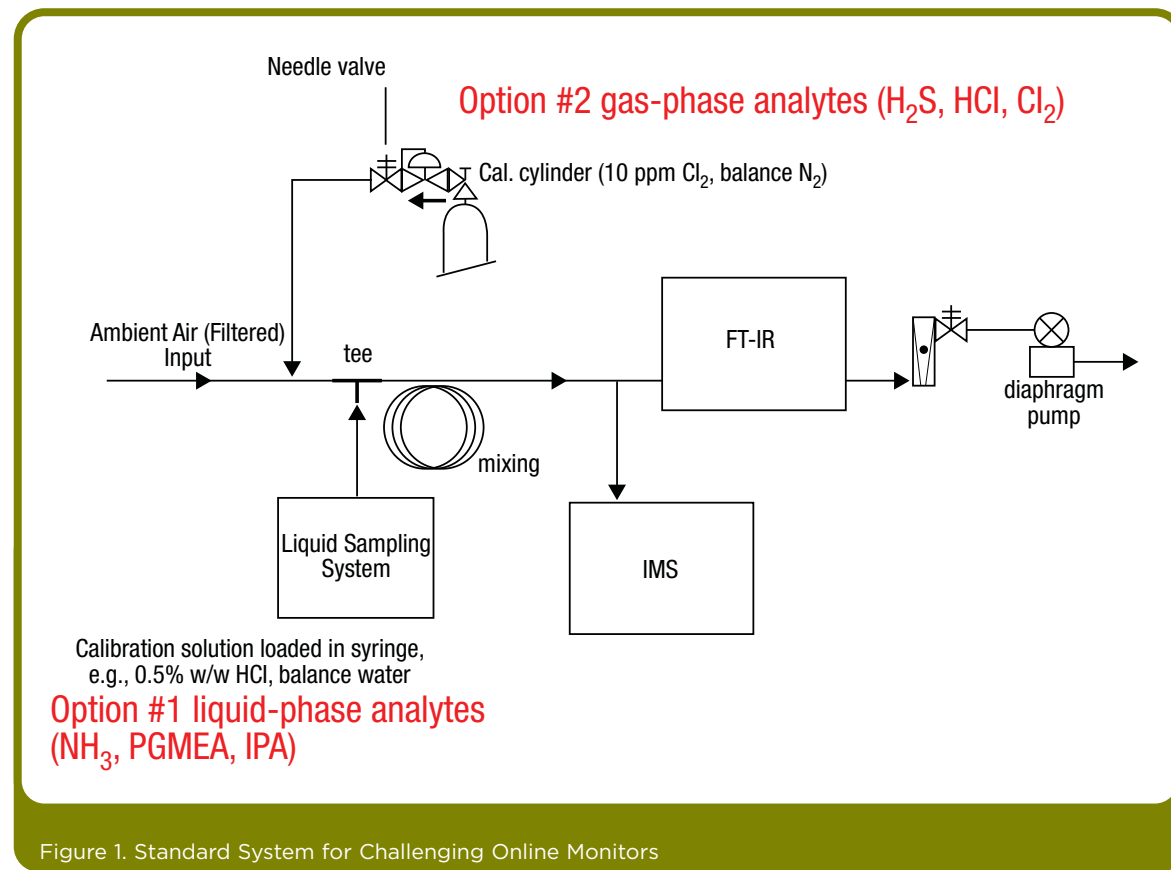 Needle valve
Option #2 gas-phase analytes (H₂S, HCl, Cl₂)
Cal. cylinder (10 ppm Cl₂, balance N₂)
Ambient Air (Filtered)
Input
tee
mixing
FT-IR
diaphragm
pump
Liquid Sampling
System
IMS
Calibration solution loaded in syringe,
e.g., 0.5% w/w HCl, balance water
Option #1 liquid-phase analytes
(NH₃, PGMEA, IPA)
Figure 1. Standard System for Challenging Online Monitors